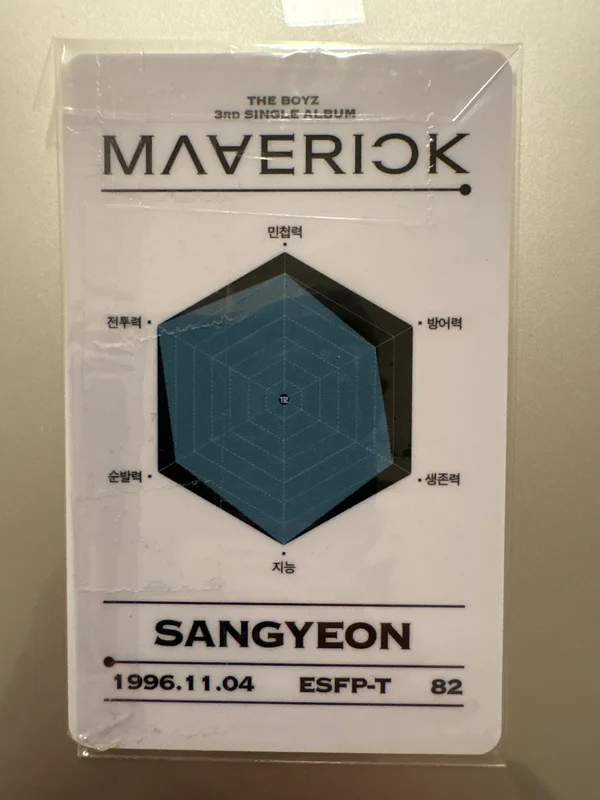 THE BOYZ
3RD SINGLE ALBUM
MAVERICK
민첩력
전투력
방어력
순발력
생존력
지능
SANGYEON
1996.11.04 ESFP-T 82